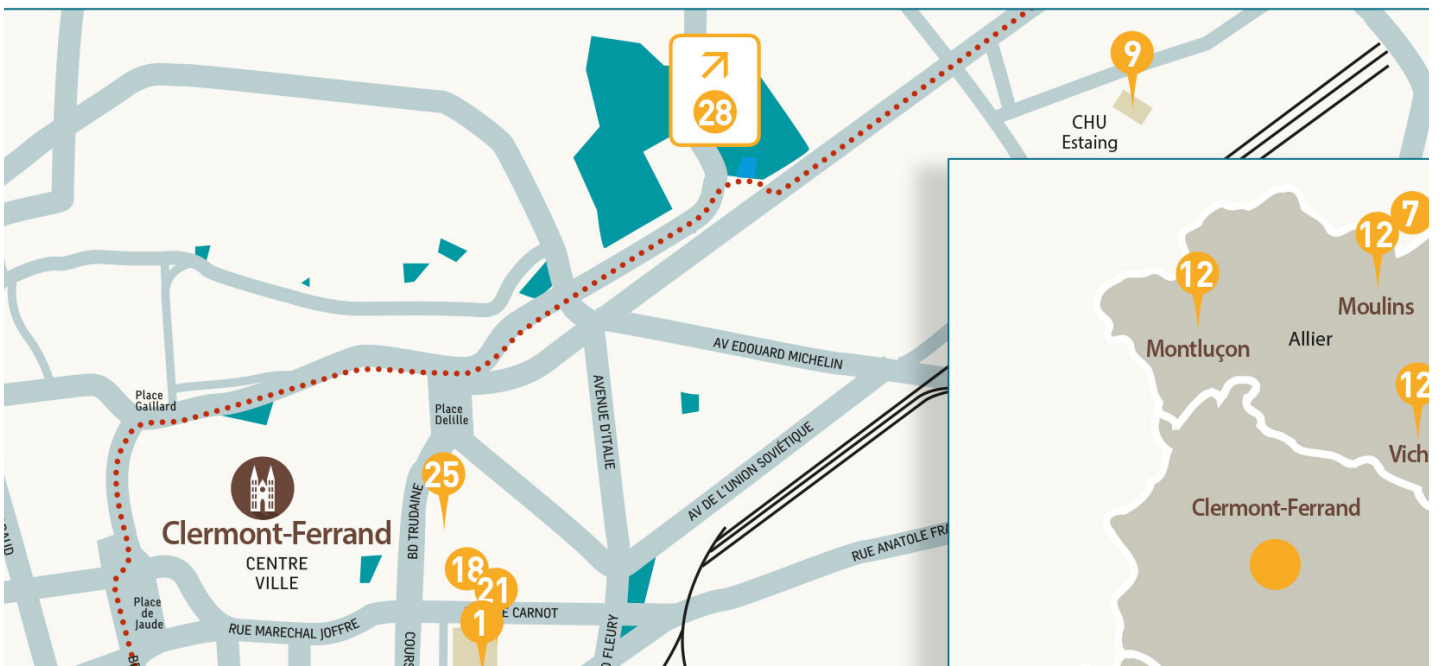 28
9
CHU
Estaing
7
12
12
Moulins
Montluçon
Allier
12
AV EDOUARD MICHELIN
Place
Gaillard
Place
Delille
AVENUE D'ITALIE
AV DE L'UNION SOVIÉTIQUE
25
BD TRUDAINE
Clermont-Ferrand
CENTRE
VILLE
Clermont-Ferrand
RUE ANATOLE
18
21
1
CARNOT
Place
de
Jaude
RUE MARECHAL JOFFRE
FLEURY